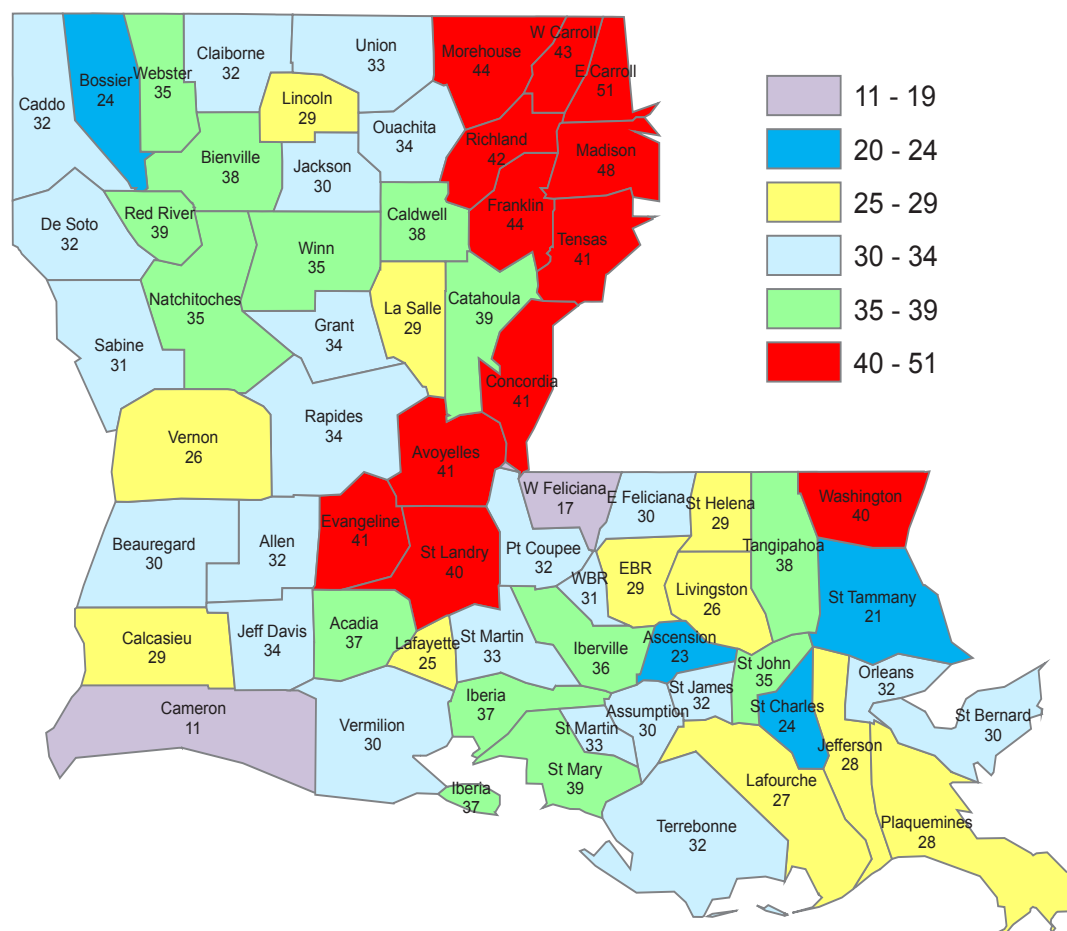 Caddo
32
Bossier
24
Webster
35
Claiborne
32
Union
33
Morehouse
44
W Carroll
43
E Carroll
51
Lincoln
29
Ouachita
34
Richland
42
Madison
48
Bienville
38
Jackson
30
De Soto
32
Red River
39
Caldwell
38
Franklin
44
Tensas
41
Winn
35
Natchitoches
35
Grant
34
La Salle
29
Catahoula
39
Sabine
31
Concordia
41
Vernon
26
Rapides
34
Avoyelles
41
W Feliciana
17
E Feliciana
30
St Helena
29
Washington
40
Beauregard
30
Allen
32
Evangeline
41
St Landry
40
Pt Coupee
32
Tangipahoa
38
WBR
31
EBR
29
Livingston
26
St Tammany
21
Calcasieu
29
Jeff Davis
34
Acadia
37
Lafayette
25
St Martin
33
Iberville
36
Ascension
23
St John
35
Orleans
32
Cameron
11
Vermilion
30
Iberia
37
St Martin
33
Assumption
30
St James
32
St Charles
24
Jefferson
28
St Bernard
30
Iberia
37
St Mary
39
Terrebonne
32
Lafourche
27
Plaquemines
28
11 - 19
20 - 24
25 - 29
30 - 34
35 - 39
40 - 51